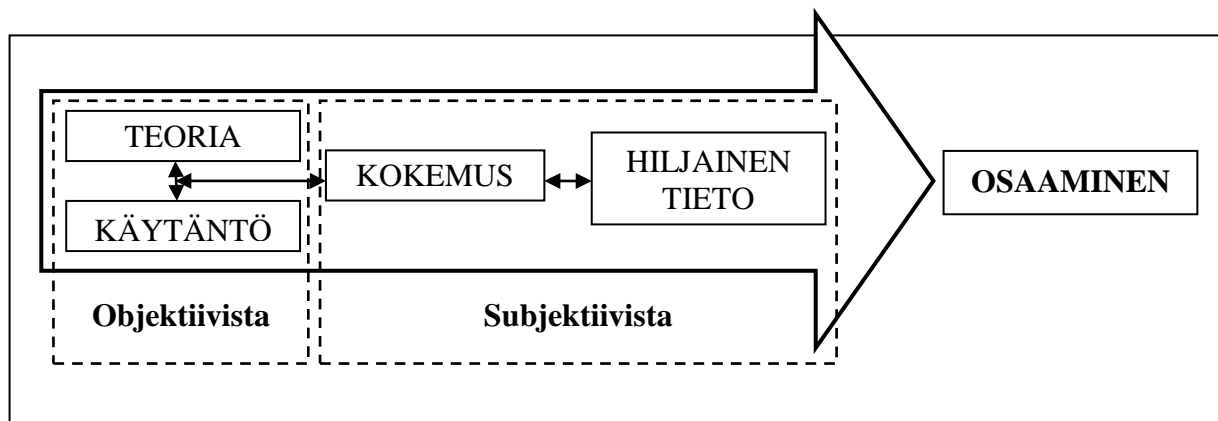 TEORIA
KÄYTÄNTÖ
KOKEMUS
HILJAINEN
TIETO
OSAAMINEN
Objektiivista
Subjektiivista